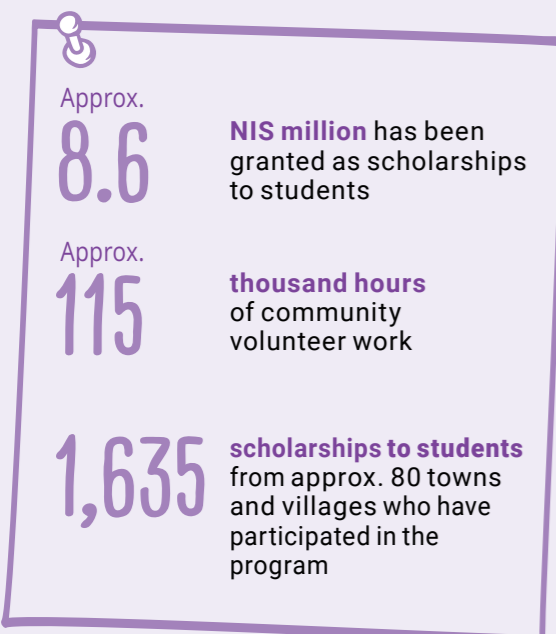 Approx.
8.6
NIS million has been
granted as scholarships
to students
Approx.
115
thousand hours
of community
volunteer work
1,635
scholarships to students
from approx. 80 towns
and villages who have
participated in the
program